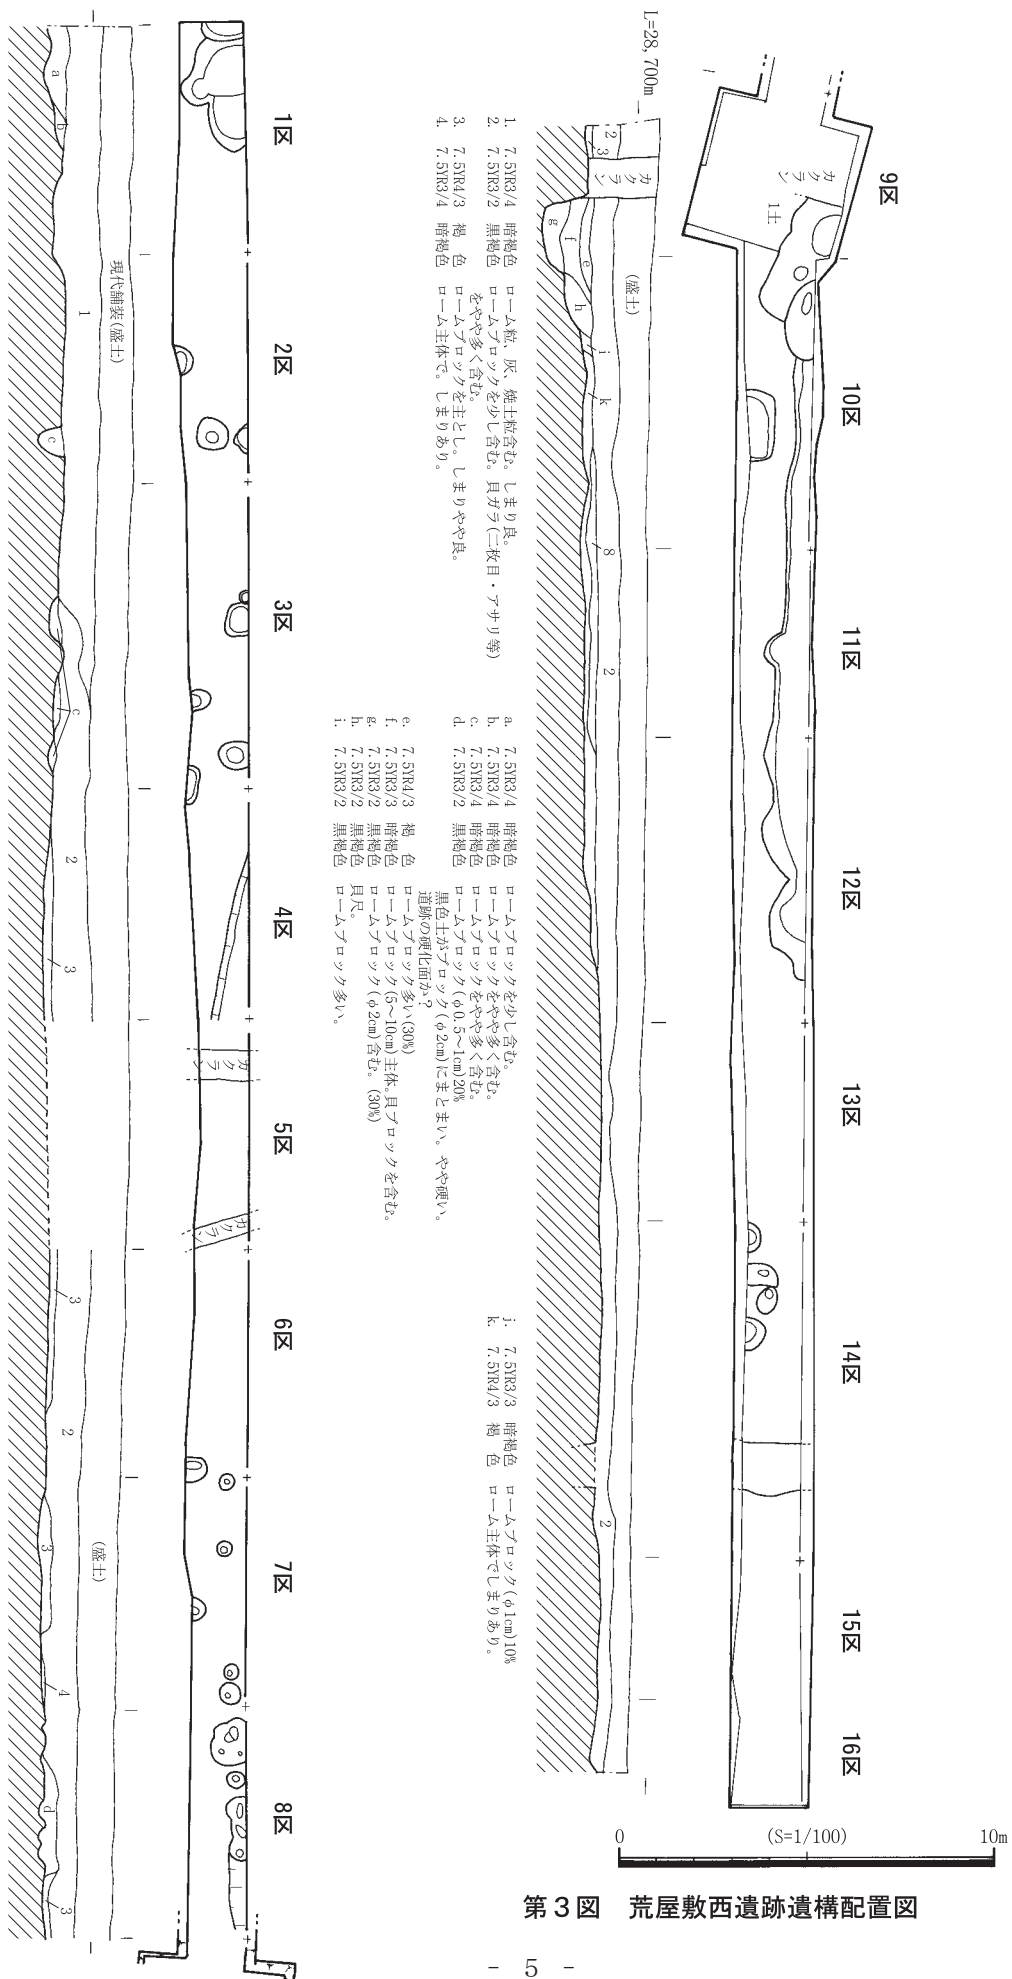 1区
2区
3区
4区
5区
6区
7区
8区
カクラン
カクラン
a
b
現代舗装(盛土)
1
c
c
2
3
3
2
(盛土)
3
4
d
3
1. 7.5YR3/4 暗褐色 ローム粒、灰、焼土粒含む。しまり良。
2. 7.5YR3/2 黒褐色 ロームブロックを少し含む。貝ガラ(二枚目・アサリ等)
をやや多く含む。
3. 7.5YR4/3 褐 色 ロームブロックを主とし。しまりやや良。
4. 7.5YR3/4 暗褐色 ローム主体で。しまりあり。
a. 7.5YR3/4 暗褐色 ロームブロックを少し含む。
b. 7.5YR3/4 暗褐色 ロームブロックをやや多く含む。
c. 7.5YR3/4 暗褐色 ロームブロックをやや多く含む。
d. 7.5YR3/2 黒褐色 ロームブロック(φ0.5～1cm)20%
黒色土がブロック(φ2cm)にまとまい。やや硬い。
道跡の硬化面か?
e. 7.5YR4/3 褐 色 ロームブロック多い(30%)
f. 7.5YR3/3 暗褐色 ロームブロック(5～10cm)主体。貝ブロックを含む。
g. 7.5YR3/2 黒褐色 ロームブロック(φ2cm)含む。(30%)
h. 7.5YR3/2 黒褐色 貝尺。
i. 7.5YR3/2 黒褐色 ロームブロック多い。
j. 7.5YR3/3 暗褐色 ロームブロック(φ1cm)10%
k. 7.5YR4/3 褐 色 ローム主体でしまりあり。
L=28,700m
2
3
カクラン
g
f
e
h
k
(盛土)
8
2
2
9区
カクラン
1土
10区
11区
12区
13区
14区
15区
16区
0 (S=1/100) 10m
第3図 荒屋敷西遺跡遺構配置図
- 5 -